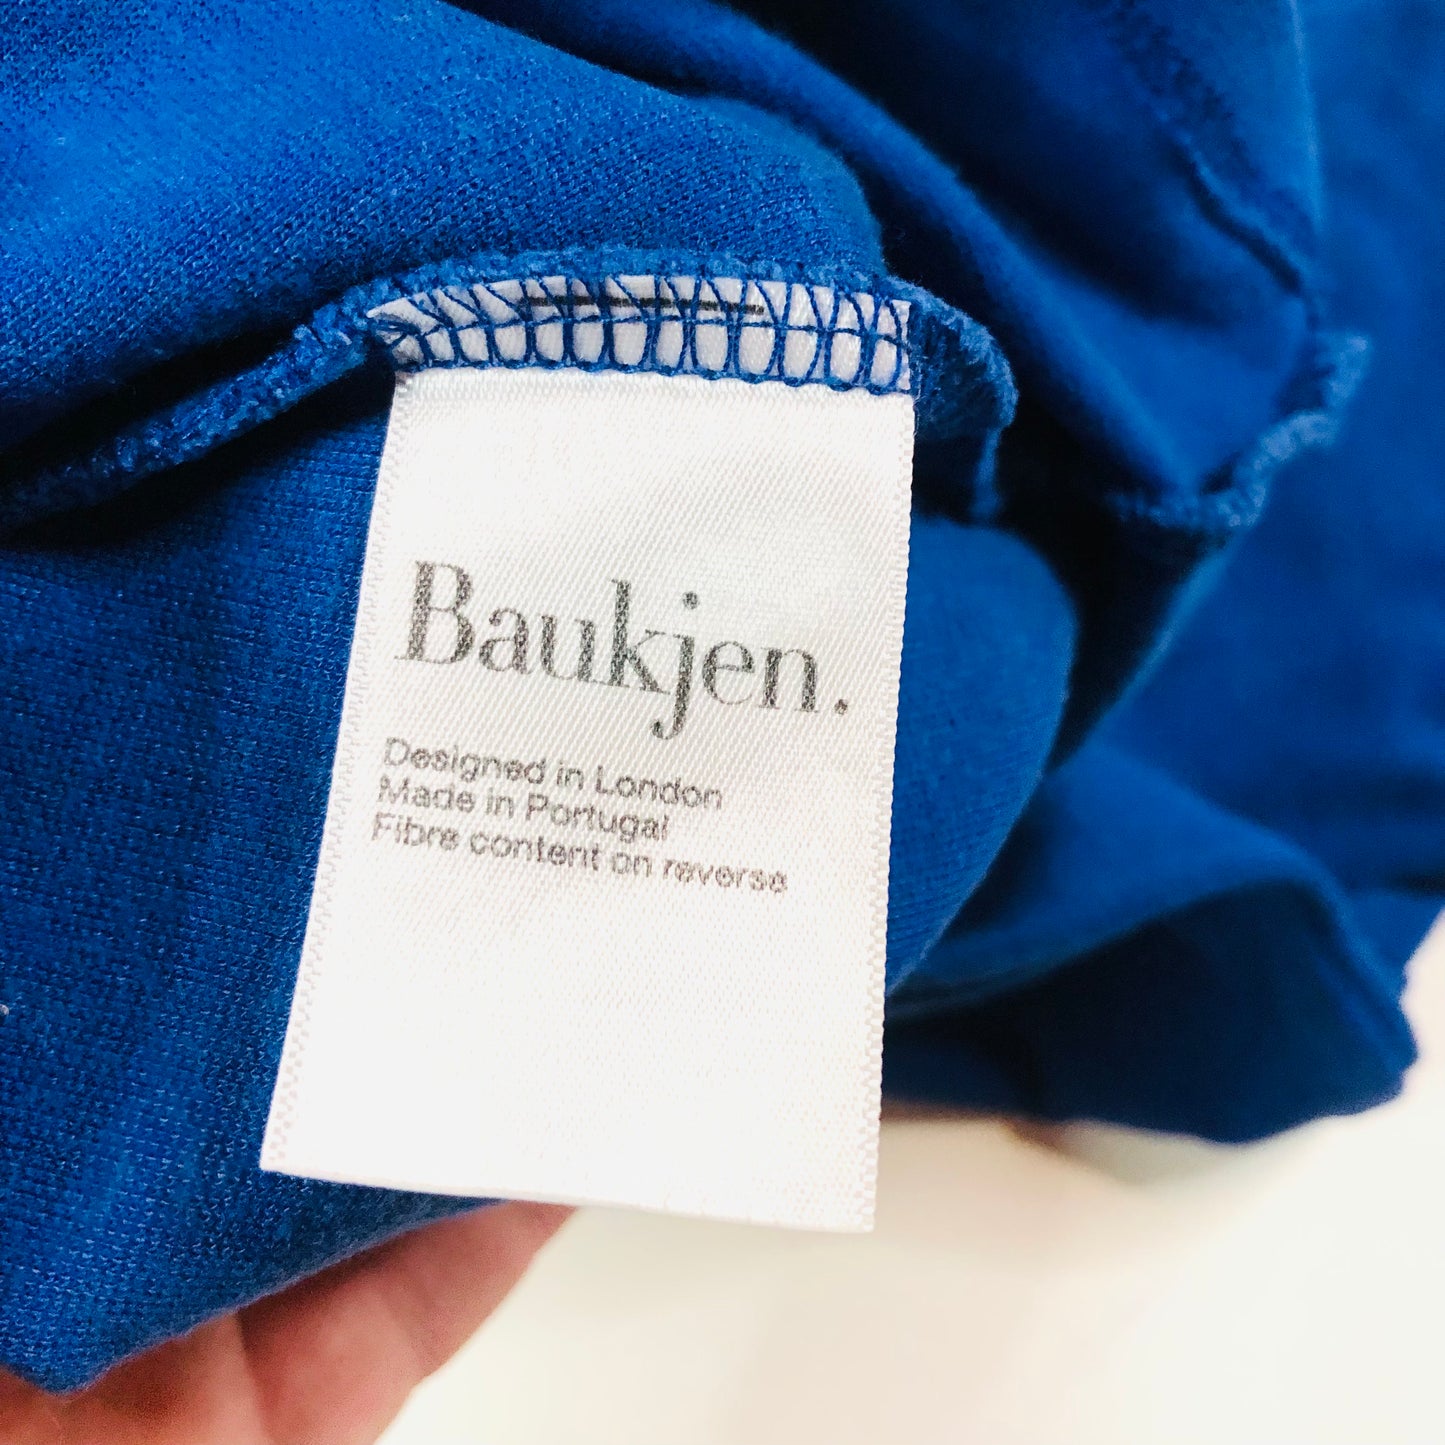 Baukjen.
Designed in London
Made in Portugal
Fibre content on reverse